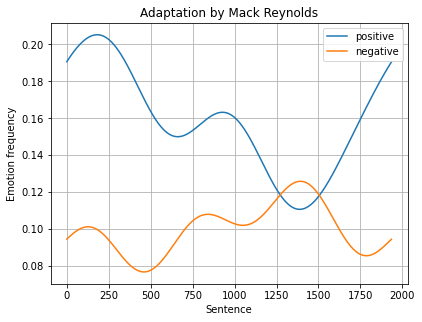 Adaptation by Mack Reynolds
positive
negative
Emotion frequency
0.20
0.18
0.16
0.14
0.12
0.10
0.08
0 250 500 750 1000 1250 1500 1750 2000
Sentence